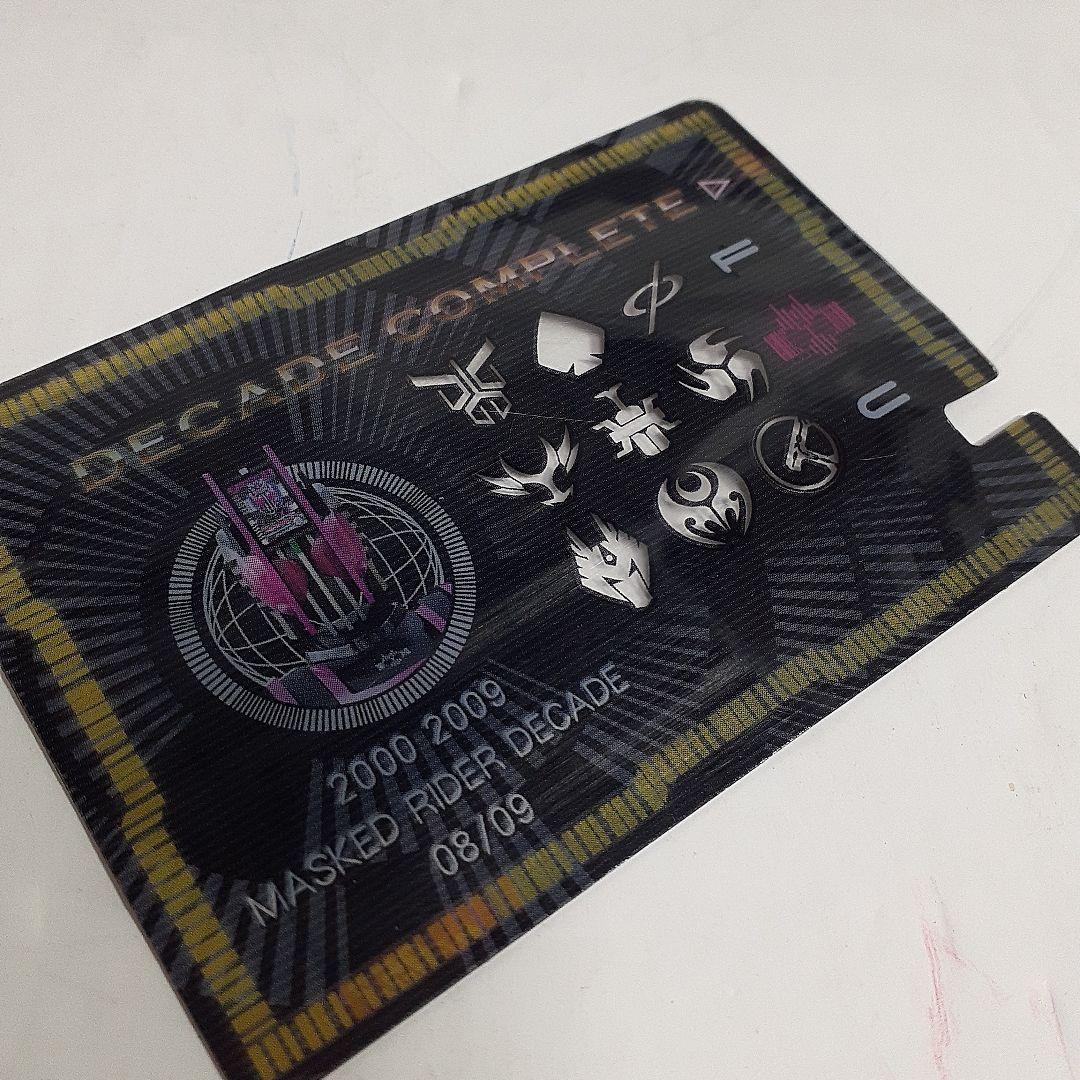 DECADE COMPLETE
F
U
2000 2009
MASKED RIDER DECADE
08/09